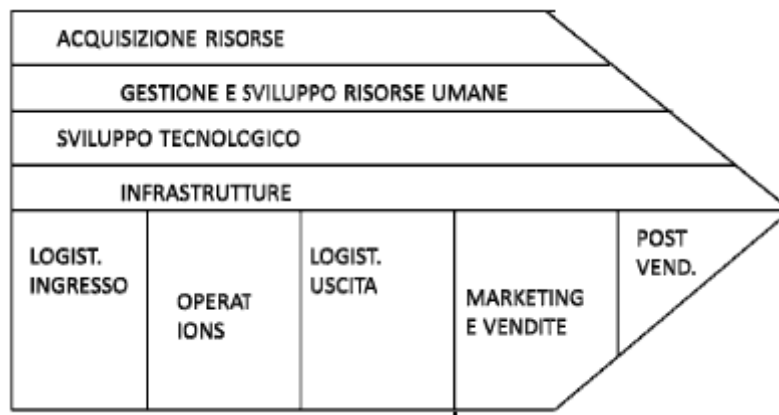 ACQUISIZIONE RISORSE
GESTIONE E SVILUPPO RISORSE UMANE
SVILUPPO TECNOLOGICO
INFRASTRUTTURE
LOGIST.
INGRESSO
OPERAT
IONS
LOGIST.
USCITA
MARKETING
E VENDITE
POST
VEND.